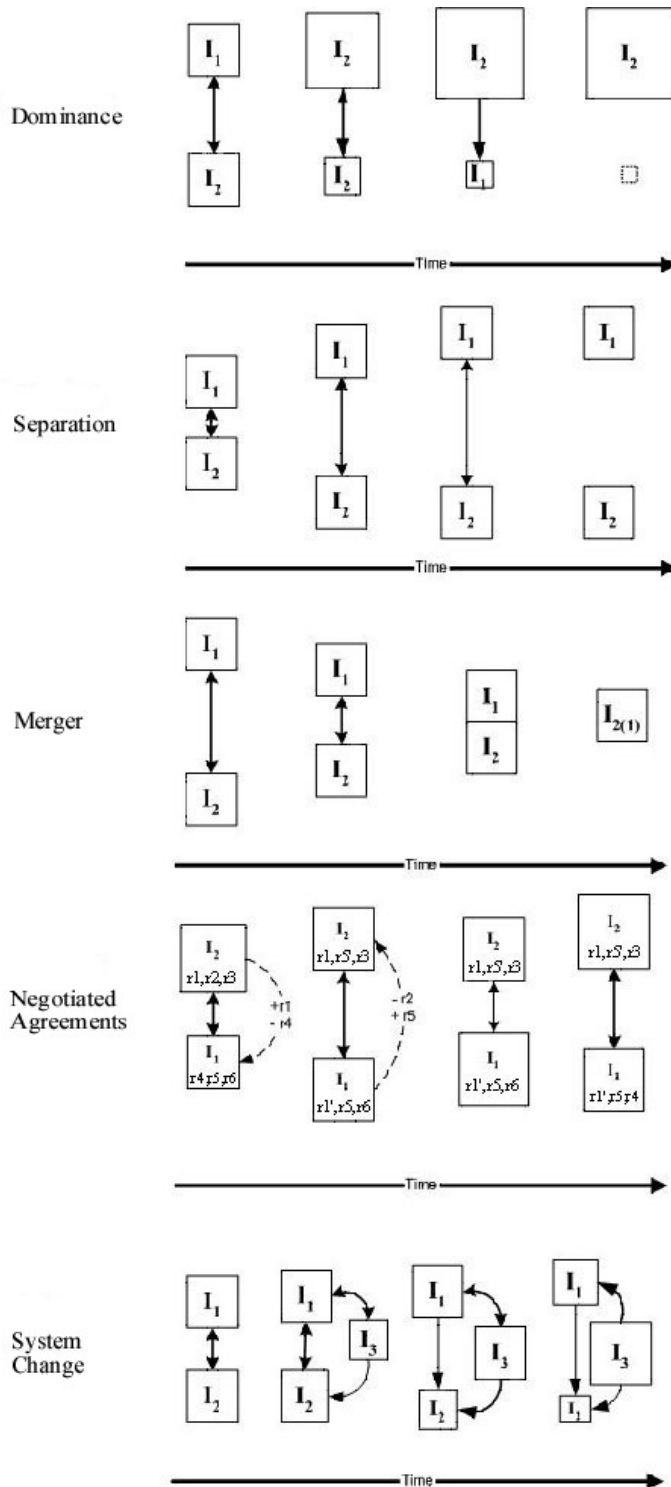 I₁ I₂ I₂ I₂
Dominance
I₂ I₂ I₁
Time
I₁ I₁ I₁ I₁
Separation
I₂ I₂ I₂ I₂
Time
I₁ I₁ I₁ I₂₍₁₎
Merger
I₂ I₂ I₂
Time
I₂ I₂ I₂ I₂
r1,r2,r3 r1,r5',r3 r1,r5',r3 r1,r5',r3
Negotiated
Agreements
+r1
- r4
- r2
+ r5
I₁ I₁ I₁ I₁
r4,r5,r6 r1',r5,r6 r1',r5,r6 r1',r5,r4
Time
I₁ I₁ I₁ I₁
System
Change
I₃ I₃ I₃
I₂ I₂ I₂ I₂
Time